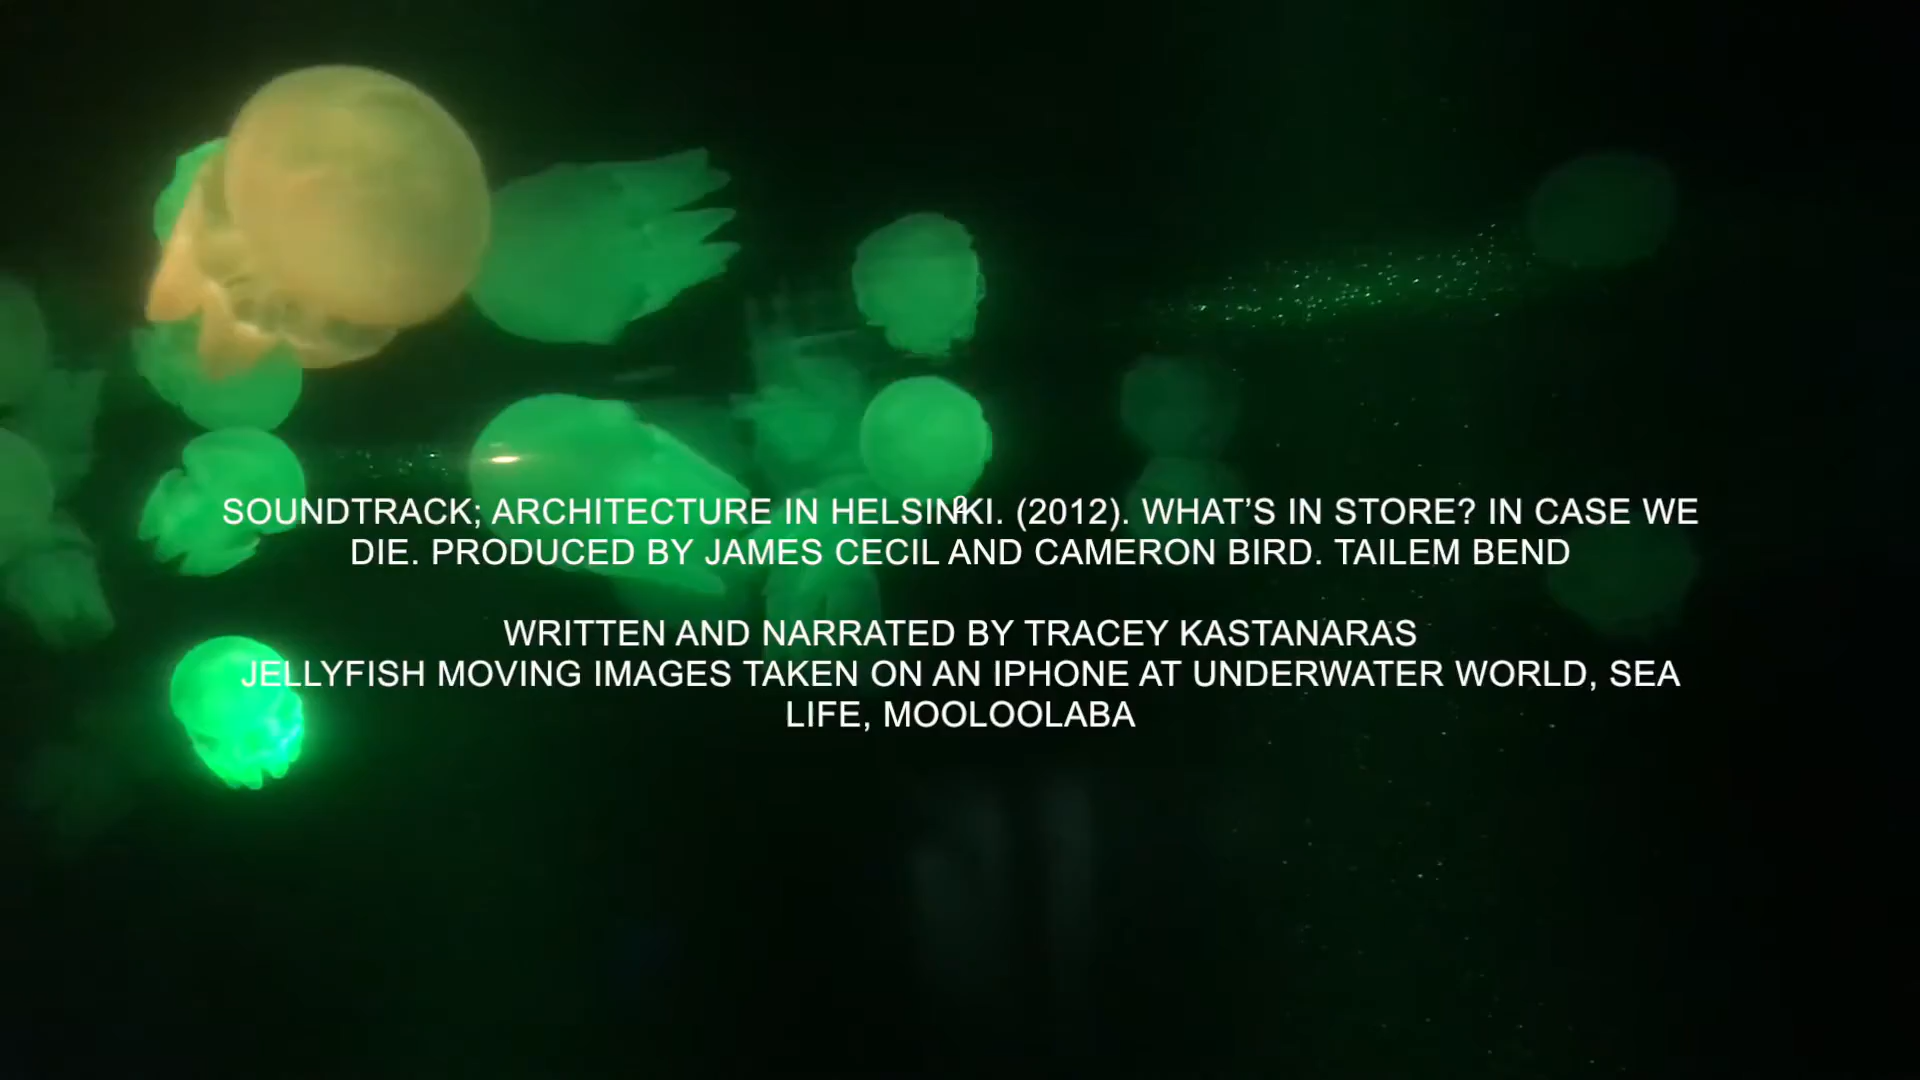 SOUNDTRACK; ARCHITECTURE IN HELSINKI. (2012). WHAT’S IN STORE? IN CASE WE
DIE. PRODUCED BY JAMES CECIL AND CAMERON BIRD. TAILEM BEND
WRITTEN AND NARRATED BY TRACEY KASTANARAS
JELLYFISH MOVING IMAGES TAKEN ON AN IPHONE AT UNDERWATER WORLD, SEA
LIFE, MOOLOOLABA